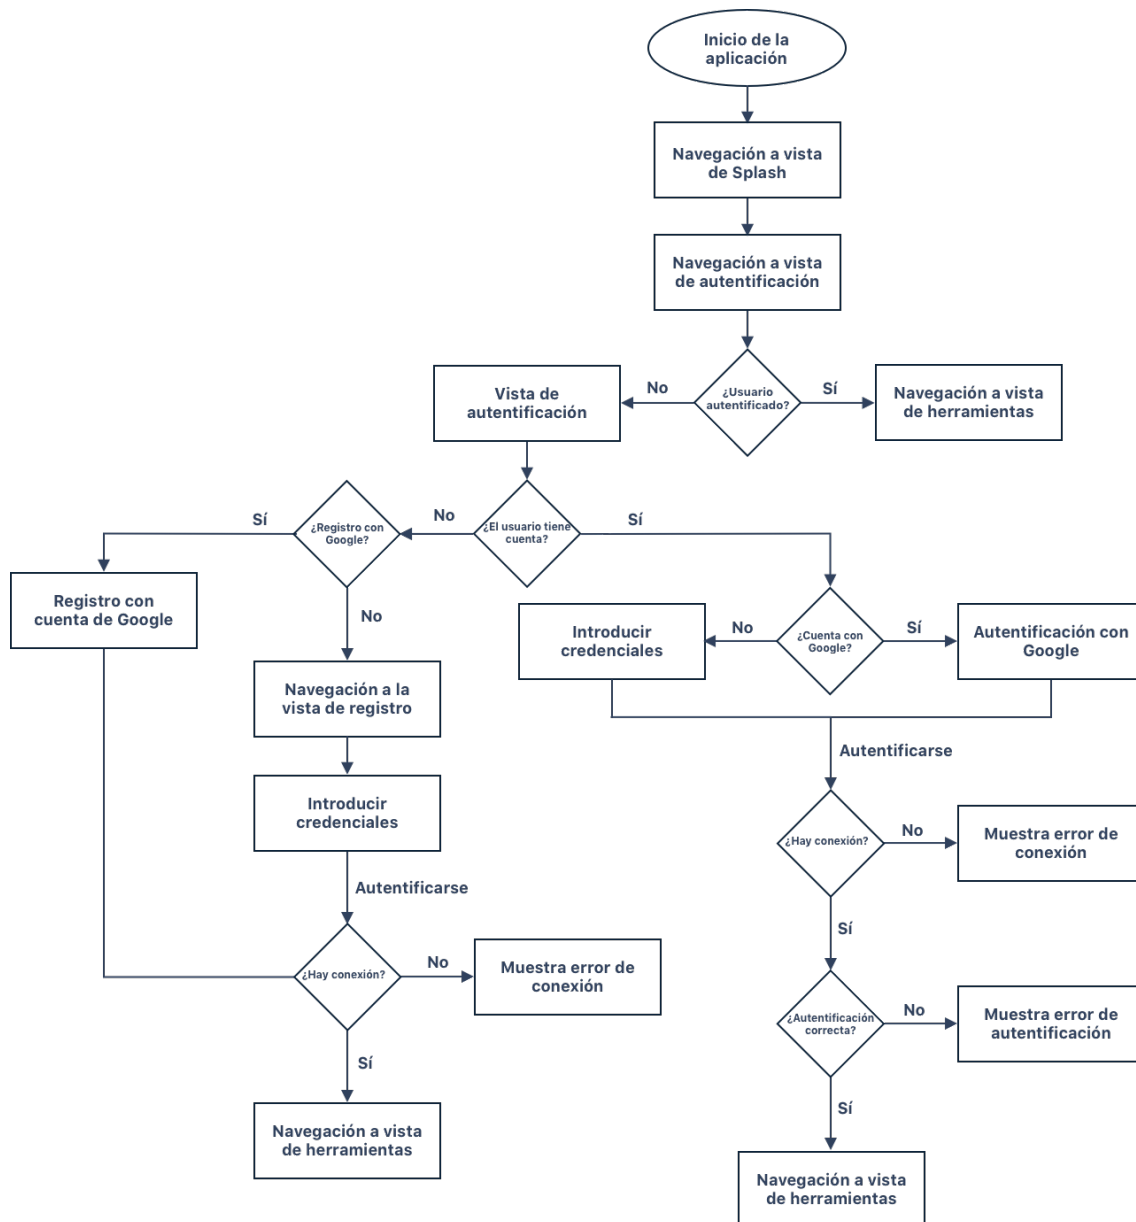 Inicio de la
aplicación
Navegación a vista
de Splash
Navegación a vista
de autentificación
¿Usuario
autentificado?
No
Sí
Vista de
autentificación
Navegación a vista
de herramientas
¿El usuario tiene
cuenta?
No
Sí
¿Registro con
Google?
Sí
No
Registro con
cuenta de Google
Navegación a la
vista de registro
Introducir
credenciales
Autentificarse
¿Hay conexión?
No
Muestra error de
conexión
Sí
Navegación a vista
de herramientas
¿Cuenta con
Google?
No
Sí
Introducir
credenciales
Autentificación con
Google
Autentificarse
¿Hay conexión?
No
Muestra error de
conexión
Sí
¿Autentificación
correcta?
No
Muestra error de
autentificación
Sí
Navegación a vista
de herramientas